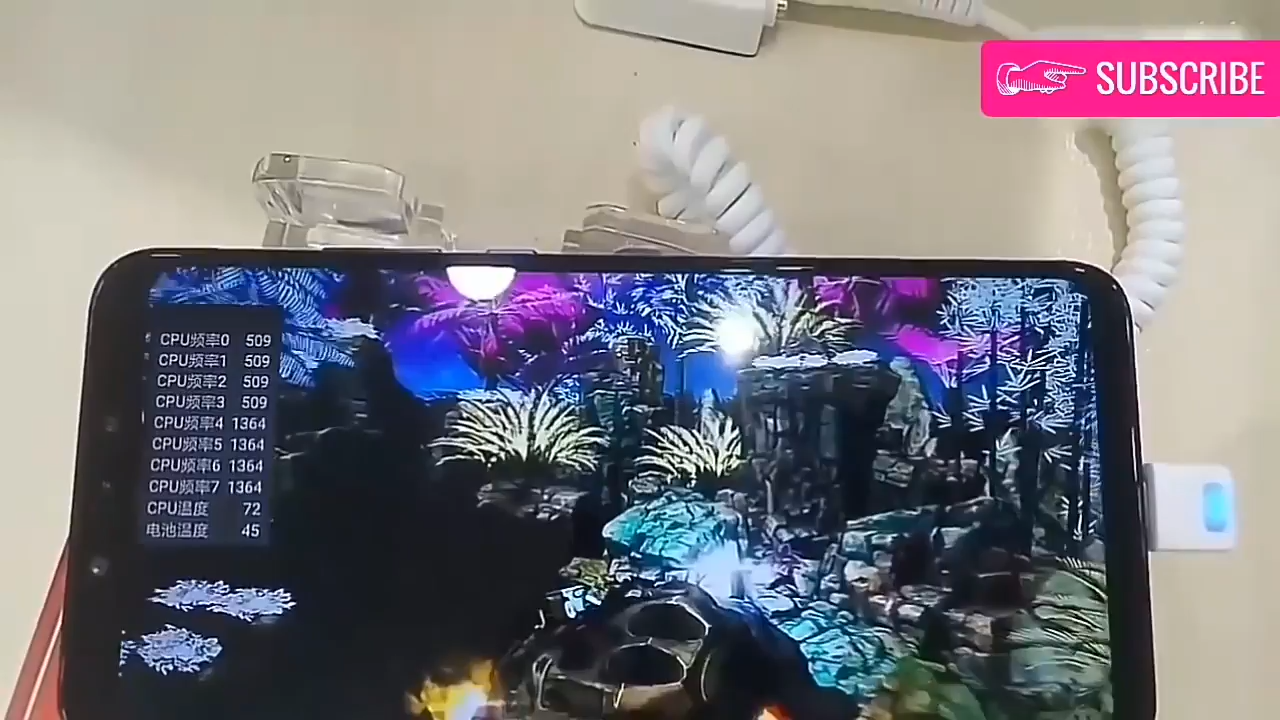 SUBSCRIBE
CPU频率0 509
CPU频率1 509
CPU频率2 509
CPU频率3 509
CPU频率4 1364
CPU频率5 1364
CPU频率6 1364
CPU频率7 1364
CPU温度 72
电池温度 45